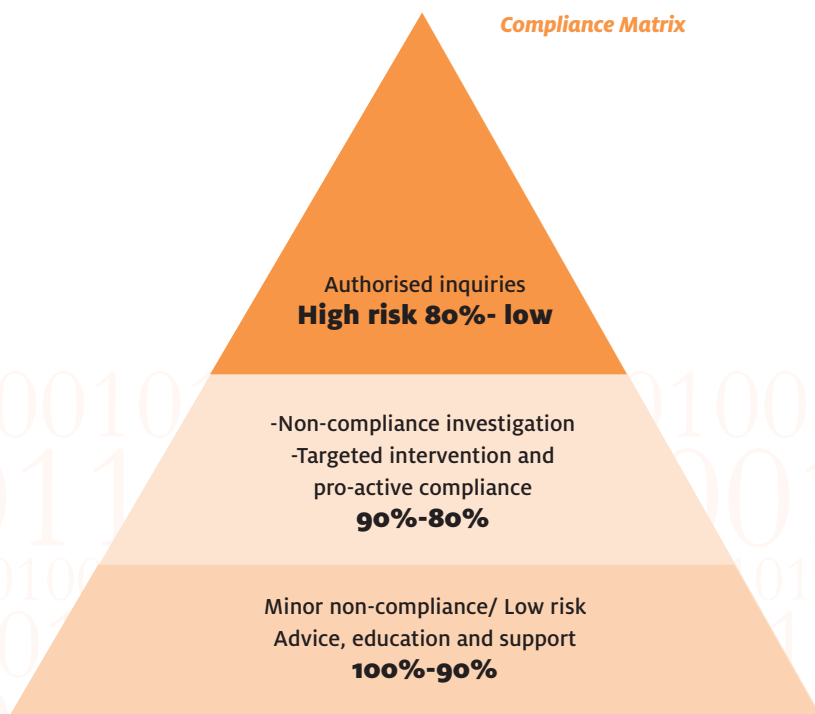 Compliance Matrix
Authorised inquiries
High risk 80%- low
-Non-compliance investigation
-Targeted intervention and
pro-active compliance
90%-80%
Minor non-compliance/ Low risk
Advice, education and support
100%-90%